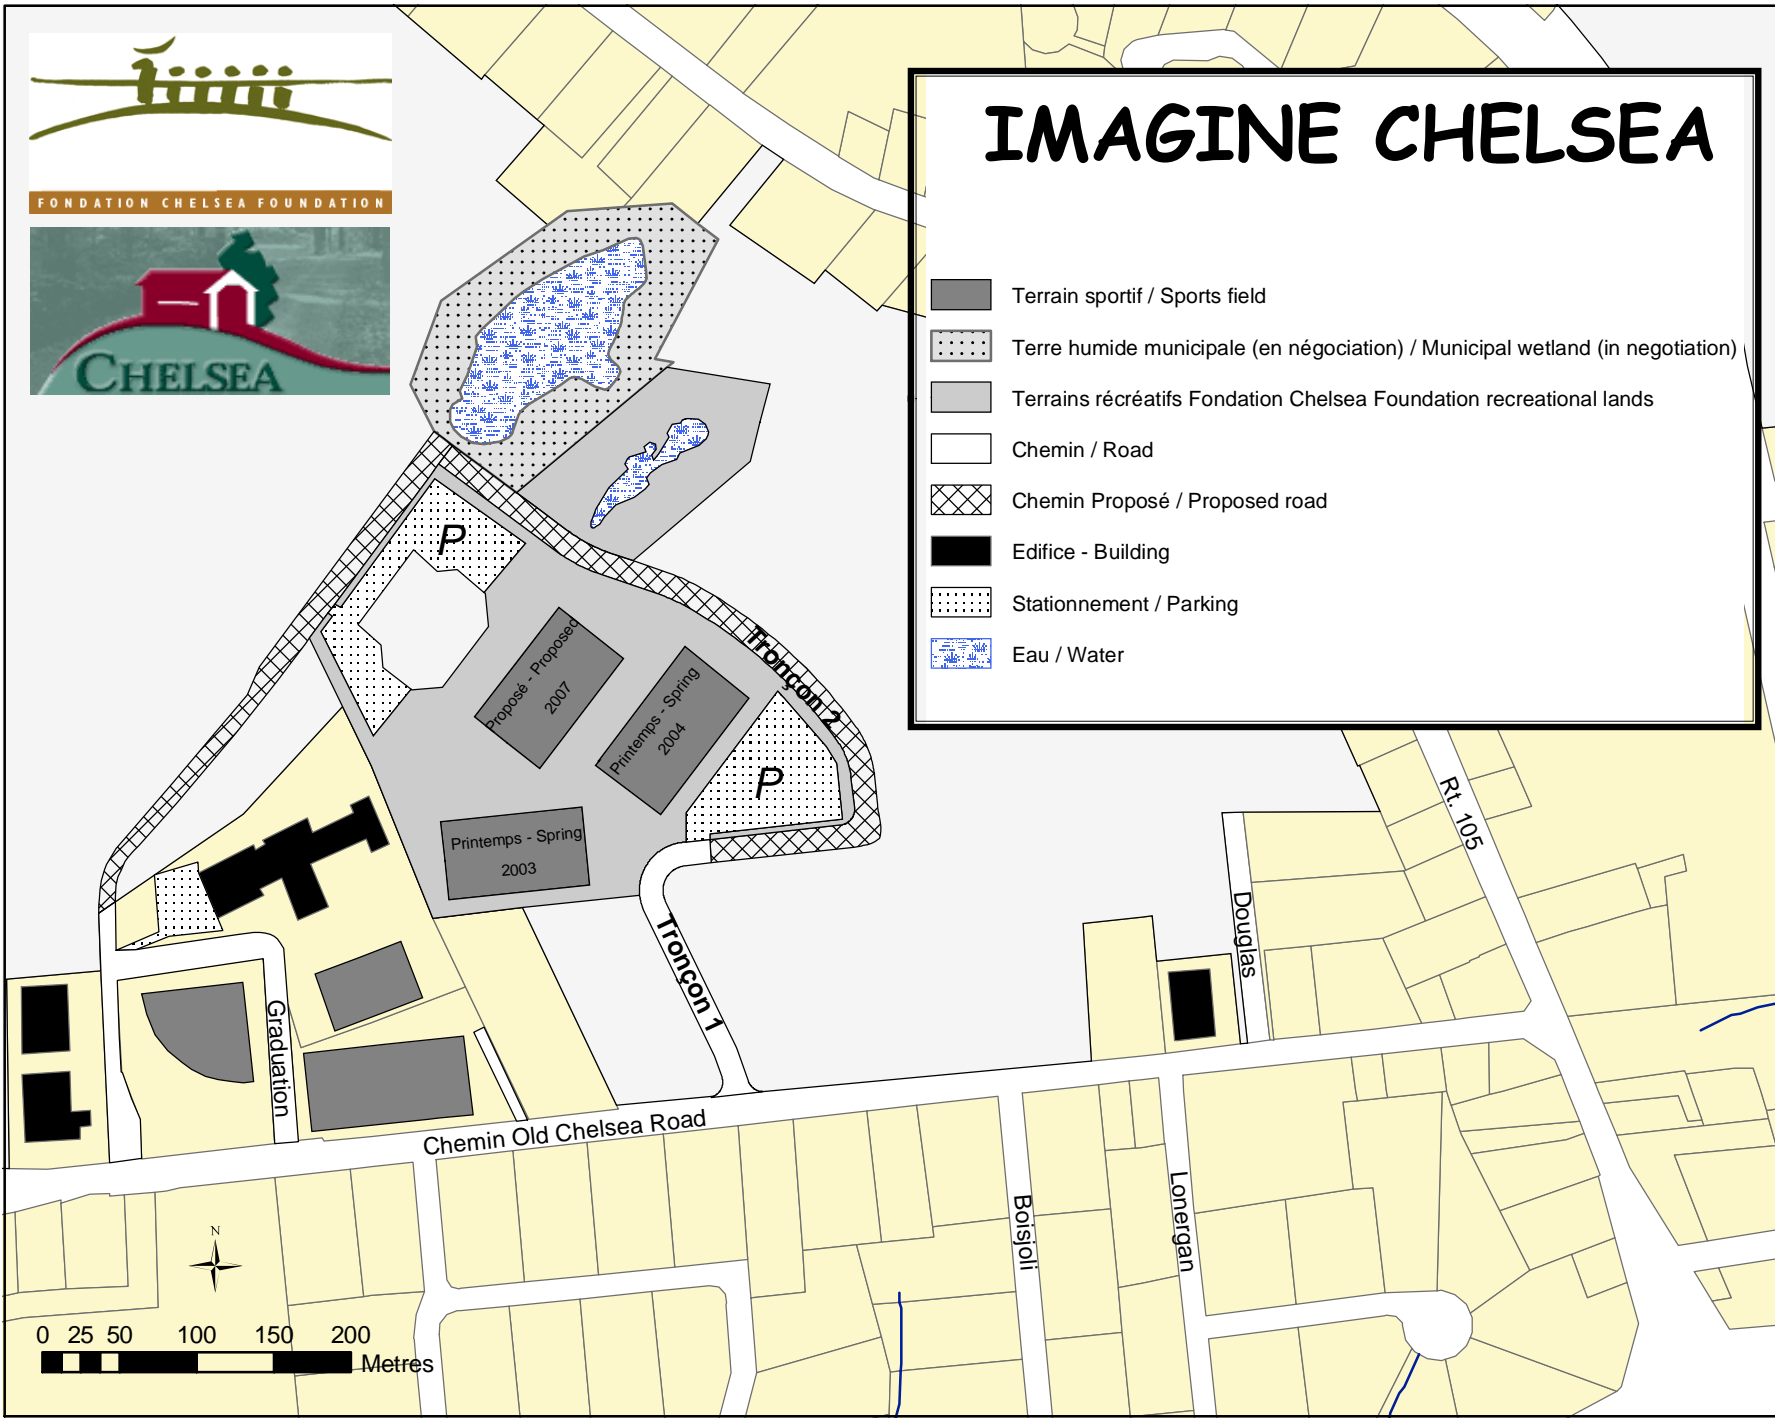 FONDATION CHELSEA FOUNDATION
CHELSEA
IMAGINE CHELSEA
Terrain sportif / Sports field
Terre humide municipale (en négociation) / Municipal wetland (in negotiation)
Terrains récréatifs Fondation Chelsea Foundation recreational lands
Chemin / Road
Chemin Proposé / Proposed road
Edifice - Building
Stationnement / Parking
Eau / Water
P
Proposé - Proposed
2007
Printemps - Spring
2004
Tronçon 2
P
Printemps - Spring
2003
Tronçon 1
Rt. 105
Douglas
Graduation
Chemin Old Chelsea Road
Boisjoli
Lonergan
N
0 25 50 100 150 200
Metres